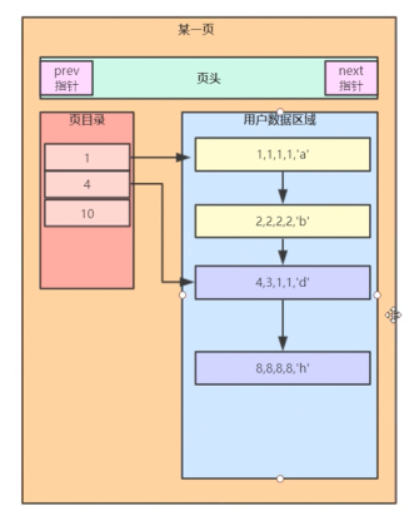 某一页
prev
指针
页头
next
指针
页目录
1
4
10
用户数据区域
1,1,1,1,'a'
2,2,2,2,'b'
4,3,1,1,'d'
8,8,8,8,'h'